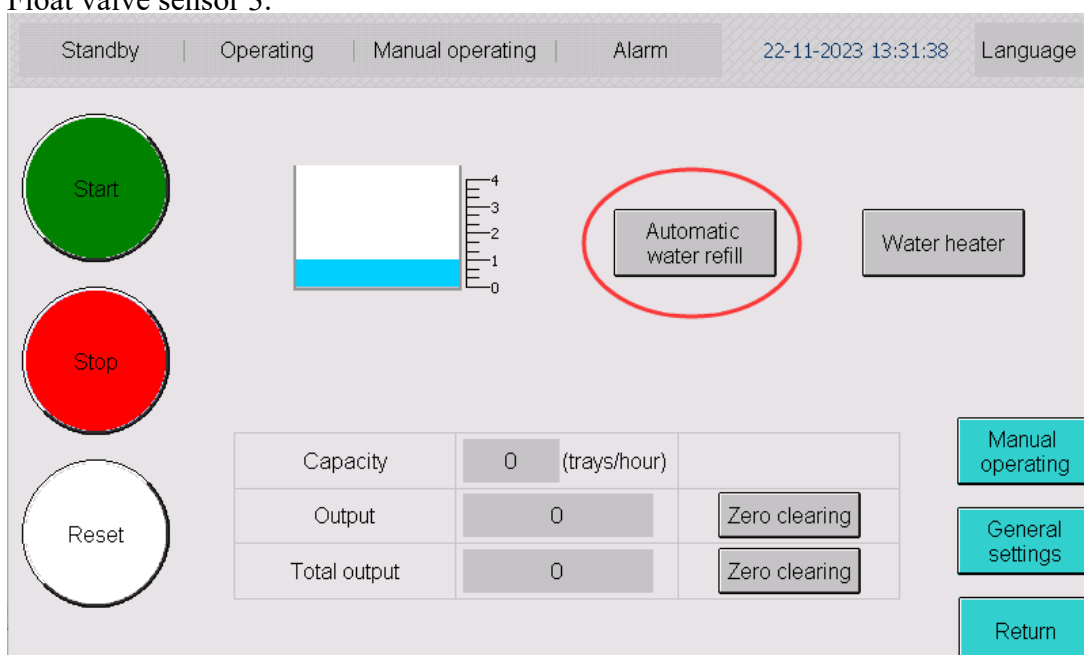 Float valve sensor 3.
Standby | Operating | Manual operating | Alarm 22-11-2023 13:31:38 Language
Start
4
3
2
1
0
Automatic
water refill
Water heater
Stop
Capacity 0 (trays/hour)
Manual
operating
Output 0 Zero clearing
Reset
General
settings
Total output 0 Zero clearing
Return